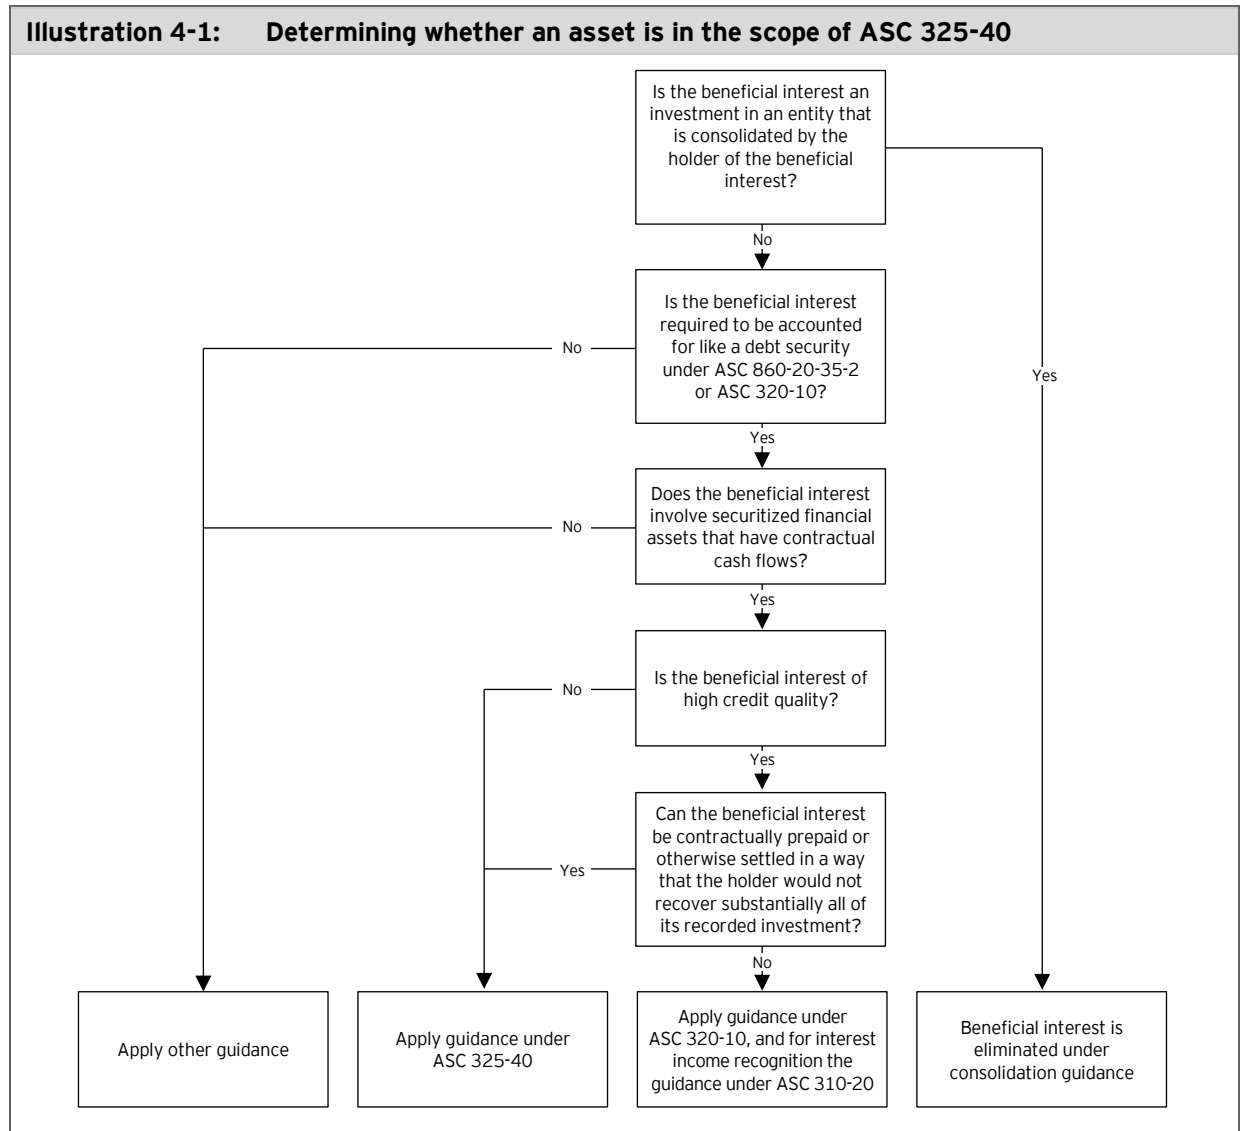 Illustration 4-1: Determining whether an asset is in the scope of ASC 325-40
Is the beneficial interest an
investment in an entity that
is consolidated by the
holder of the beneficial
interest?
No
Is the beneficial interest
required to be accounted
for like a debt security
under ASC 860-20-35-2
or ASC 320-10?
No
Yes
Yes
Does the beneficial interest
involve securitized financial
assets that have contractual
cash flows?
No
Yes
Is the beneficial interest of
high credit quality?
No
Yes
Can the beneficial interest
be contractually prepaid or
otherwise settled in a way
that the holder would not
recover substantially all of
its recorded investment?
Yes
No
Apply other guidance
Apply guidance under
ASC 325-40
Apply guidance under
ASC 320-10, and for interest
income recognition the
guidance under ASC 310-20
Beneficial interest is
eliminated under
consolidation guidance